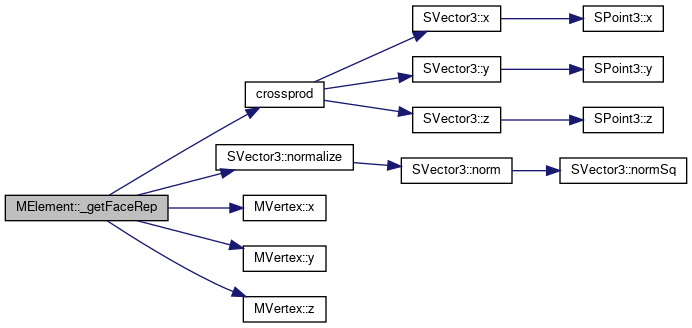 SVector3::x
SPoint3::x
SVector3::y
SPoint3::y
crossprod
SVector3::z
SPoint3::z
SVector3::normalize
SVector3::norm
SVector3::normSq
MElement::_getFaceRep
MVertex::x
MVertex::y
MVertex::z